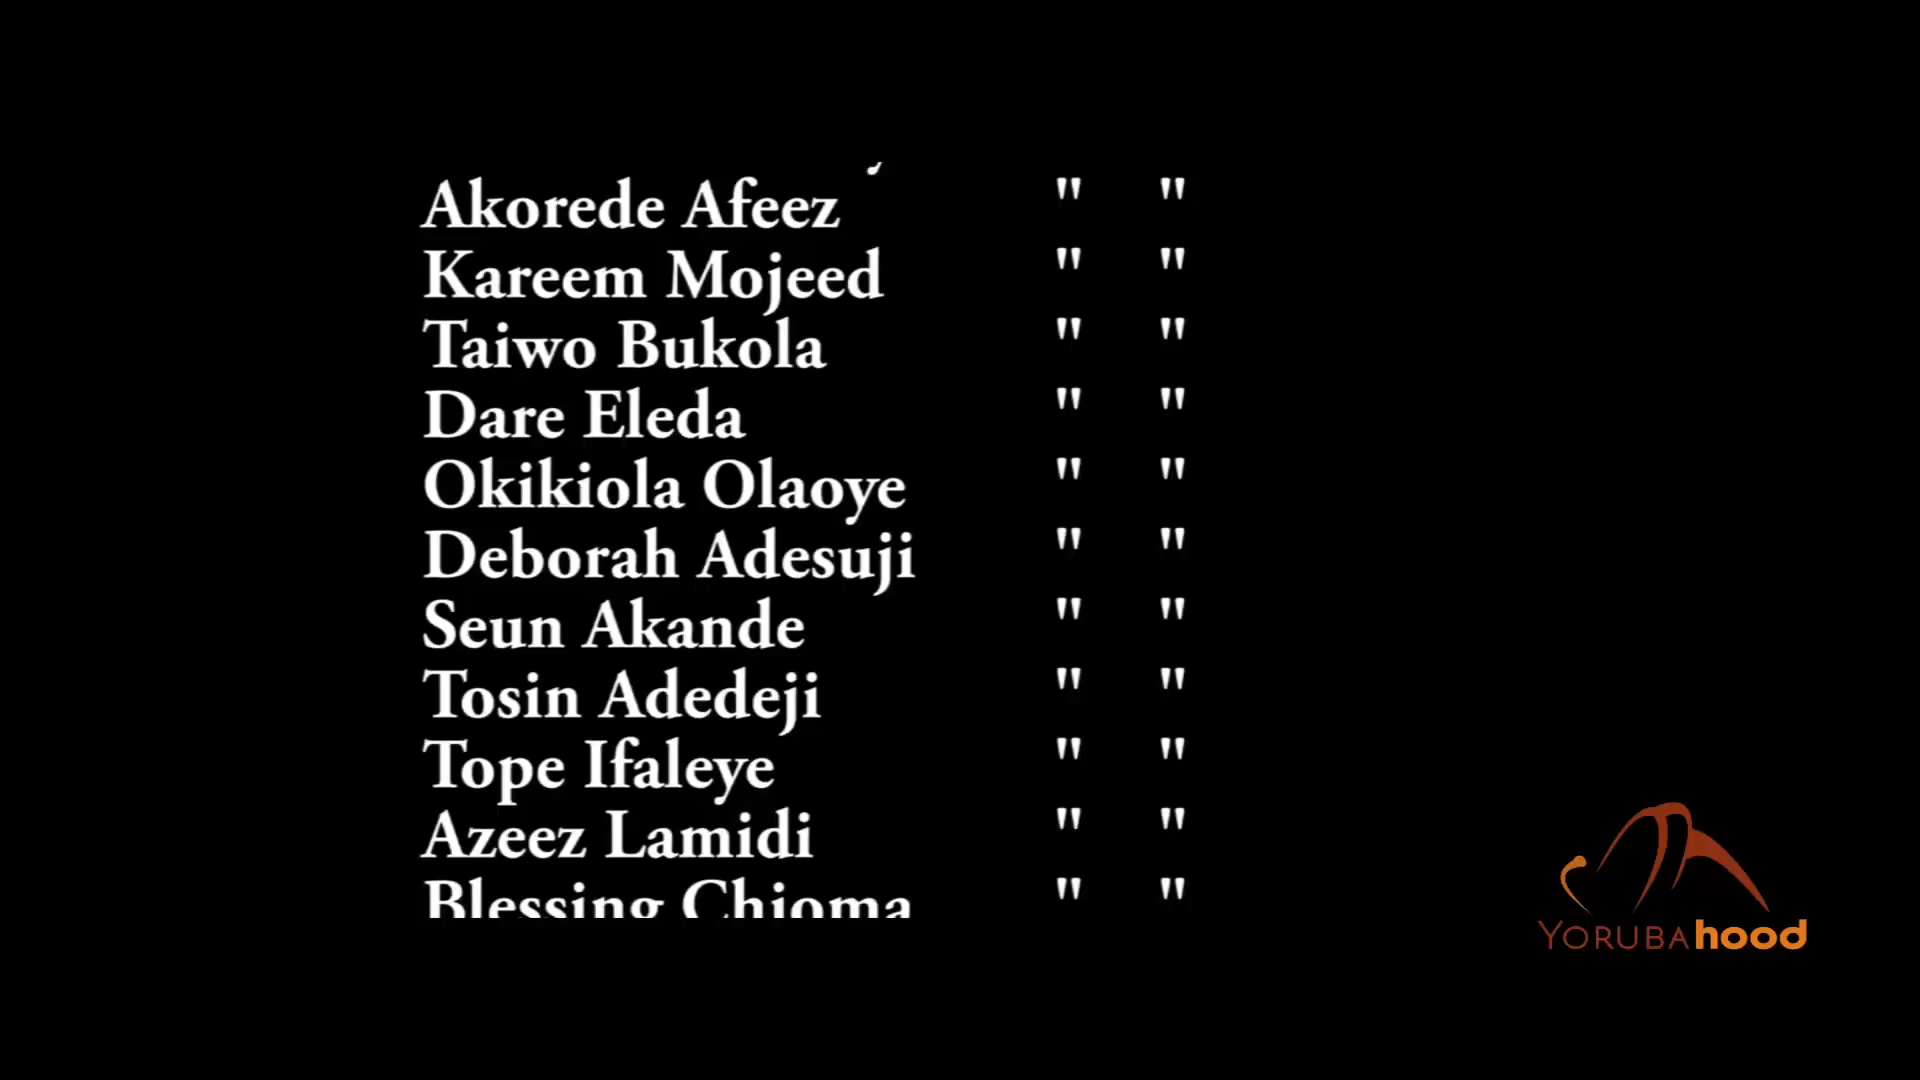 Akorede Afeez " "
Kareem Mojeed " "
Taiwo Bukola " "
Dare Eleda " "
Okikiola Olaoye " "
Deborah Adesuji " "
Seun Akande " "
Tosin Adedeji " "
Tope Ifaleye " "
Azeez Lamidi " "
Blessing Chioma " "
YORUBAhood